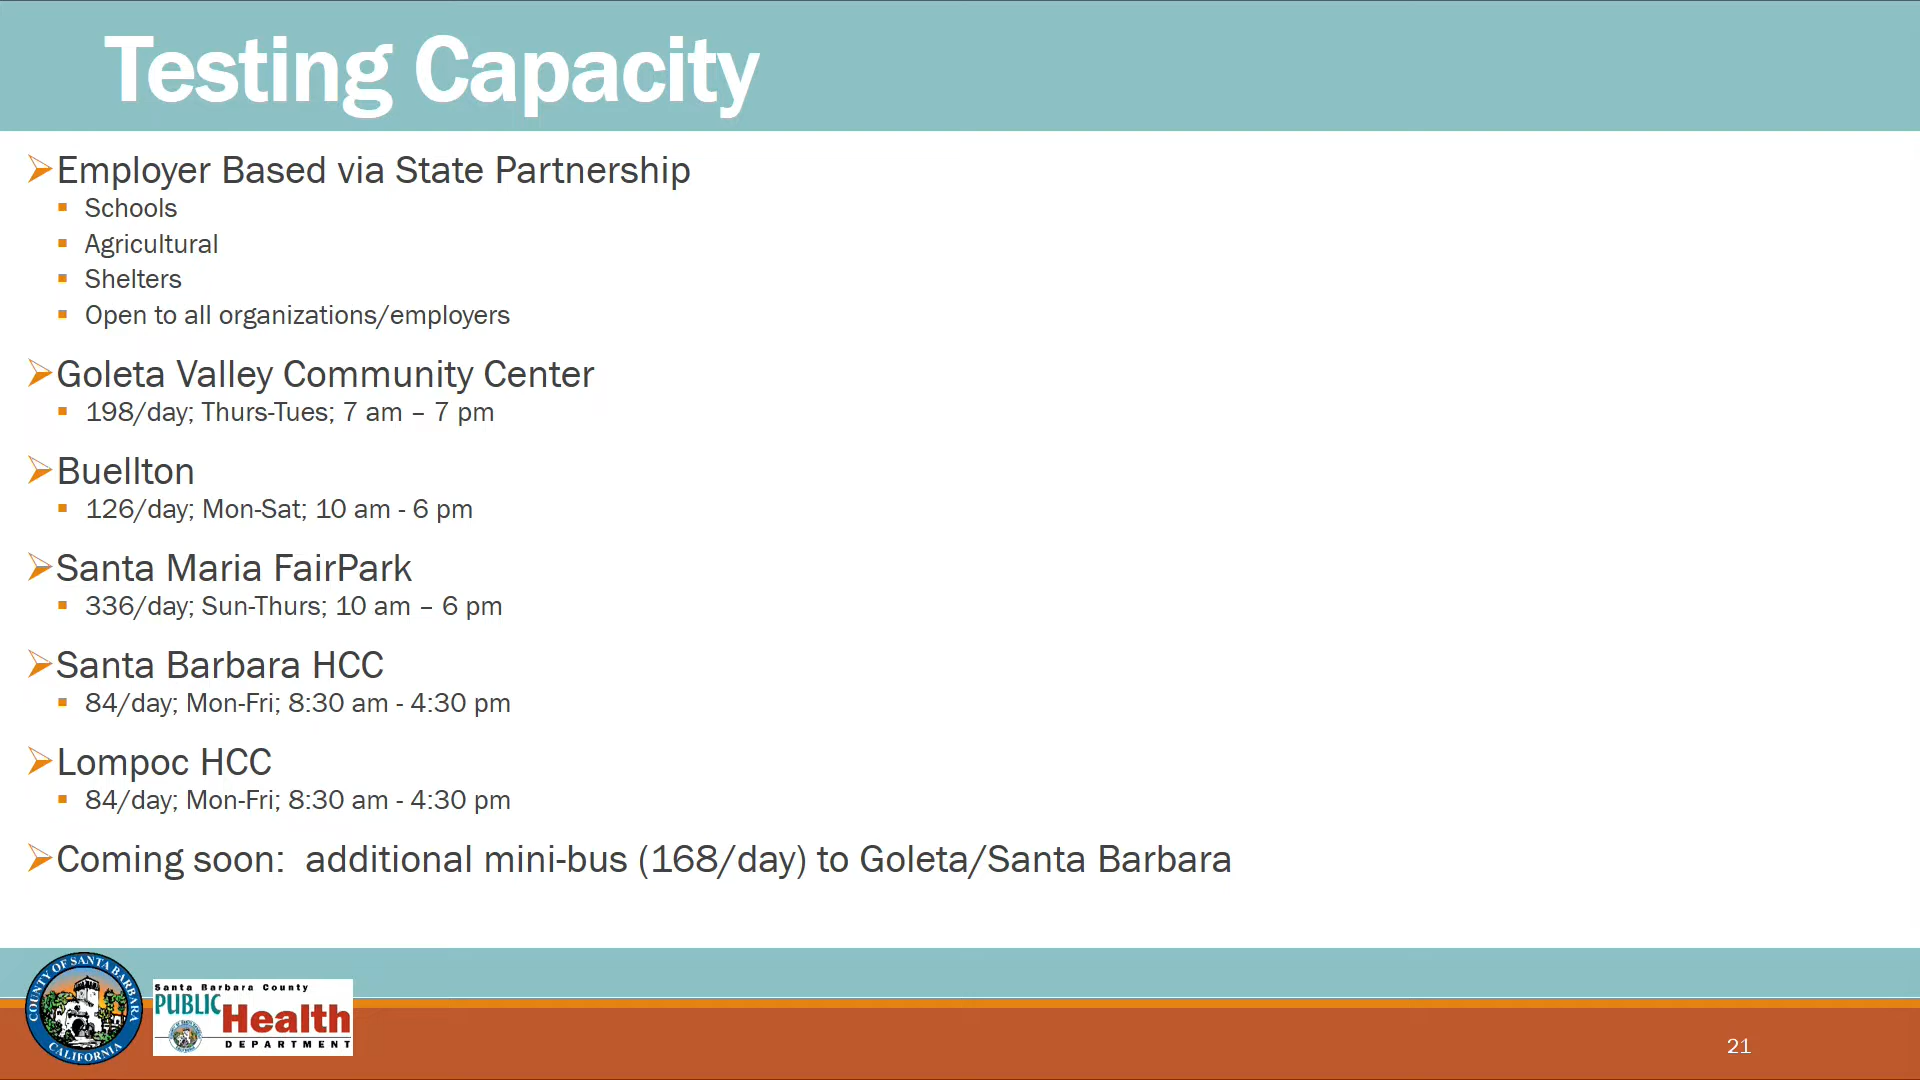 Testing Capacity
Employer Based via State Partnership
Schools
Agricultural
Shelters
Open to all organizations/employers
Goleta Valley Community Center
198/day; Thurs-Tues; 7 am – 7 pm
Buellton
126/day; Mon-Sat; 10 am - 6 pm
Santa Maria FairPark
336/day; Sun-Thurs; 10 am – 6 pm
Santa Barbara HCC
84/day; Mon-Fri; 8:30 am - 4:30 pm
Lompoc HCC
84/day; Mon-Fri; 8:30 am - 4:30 pm
Coming soon:  additional mini-bus (168/day) to Goleta/Santa Barbara
COUNTY OF SANTA BARBARA
CALIFORNIA
Santa Barbara County
PUBLIC
Health
DEPARTMENT
21